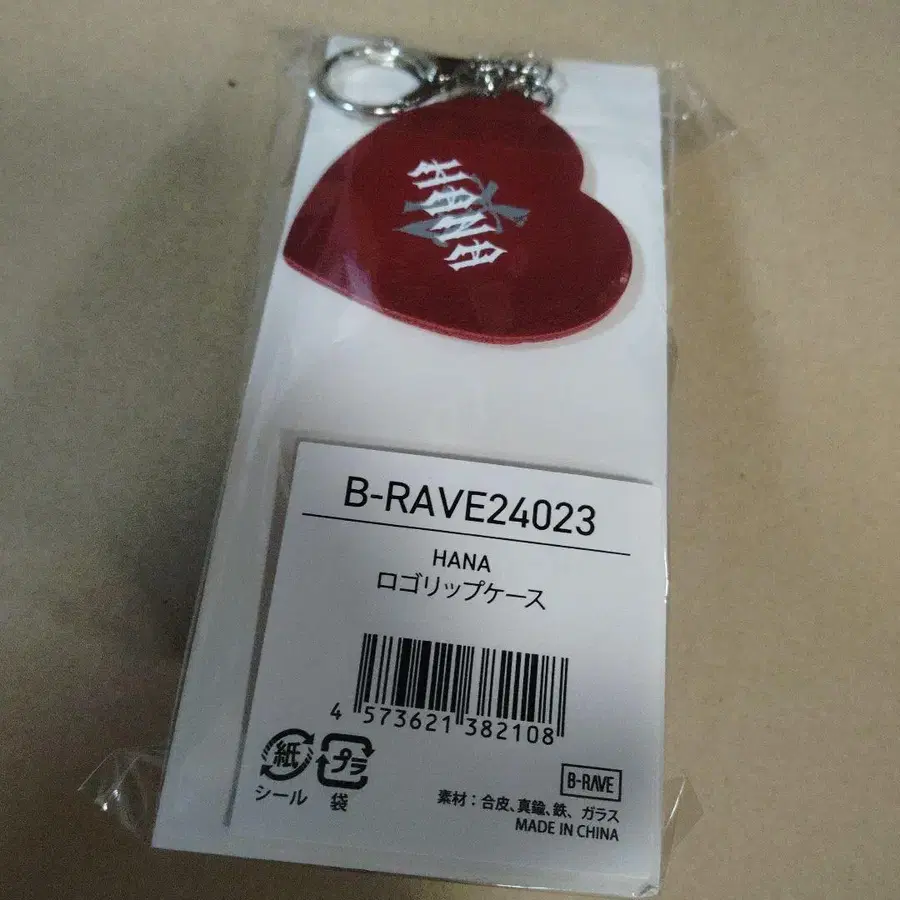 HANA
B-RAVE24023
HANA
ロゴリップケース
4 573621 382108
紙 プラ
シール 袋
B-RAVE
素材：合皮、真鍮、鉄、ガラス
MADE IN CHINA